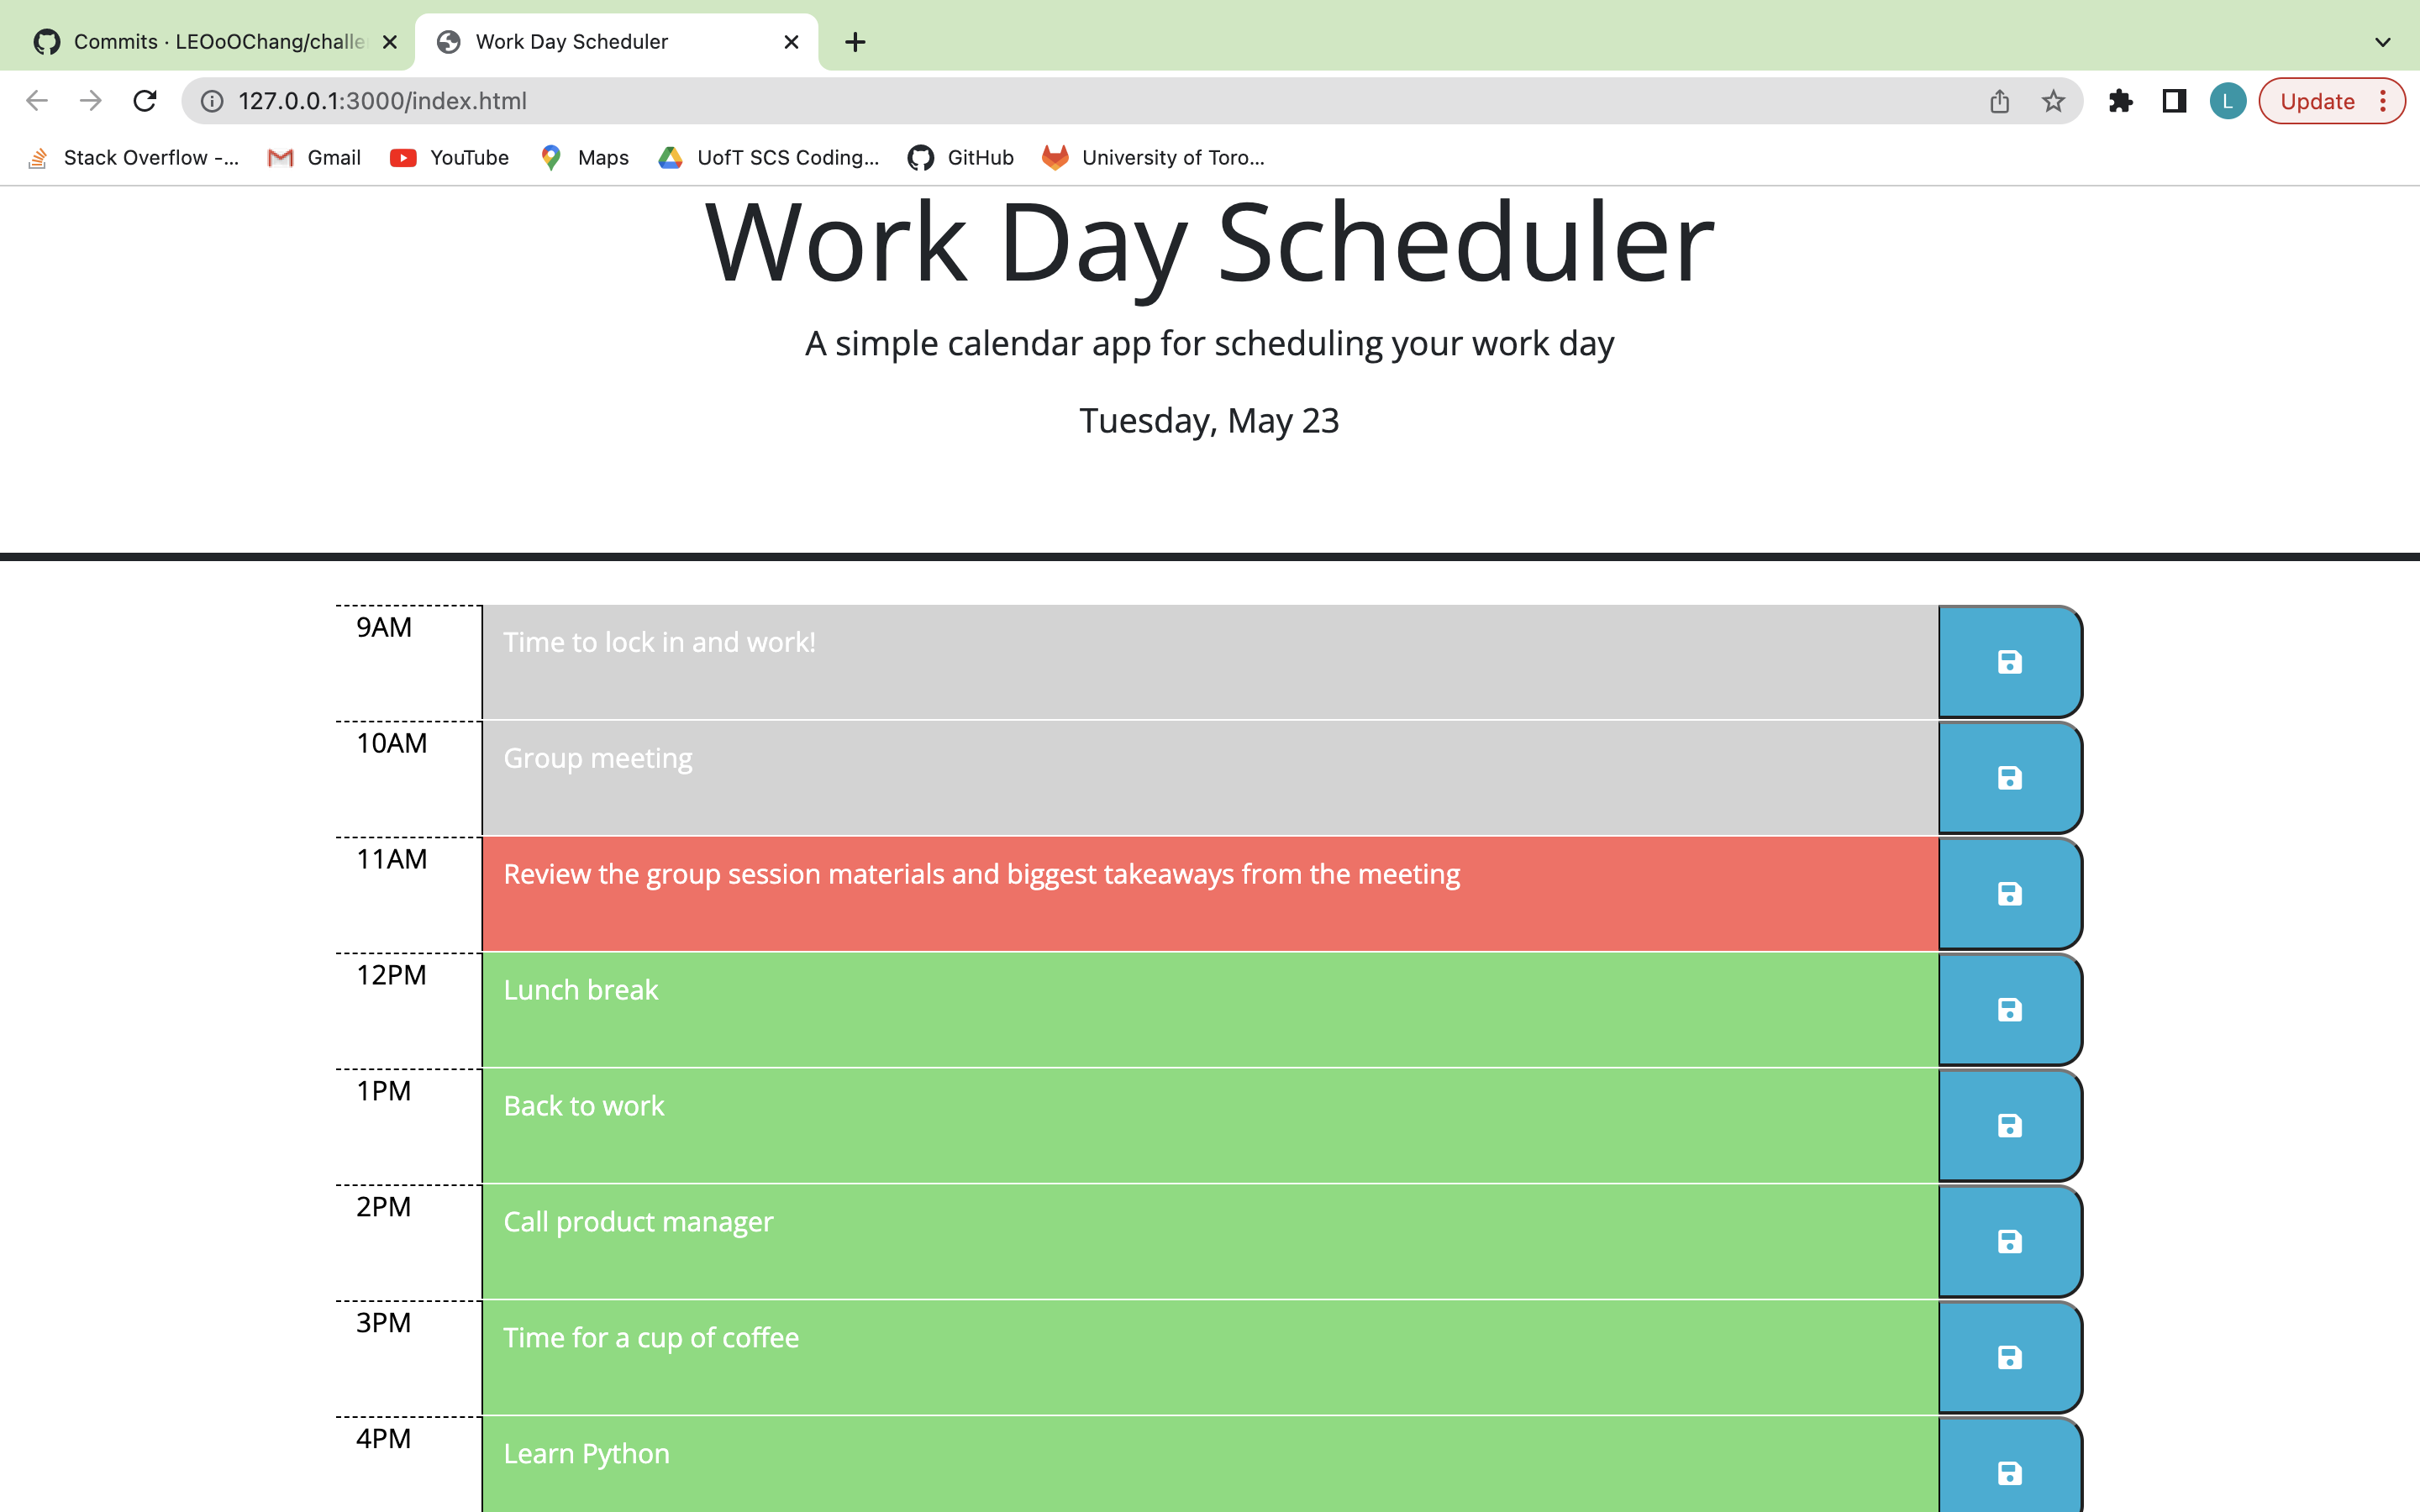 Commits · LEOoOChang/challe
Work Day Scheduler
127.0.0.1:3000/index.html
L
Update
Stack Overflow -...
Gmail
YouTube
Maps
UofT SCS Coding...
GitHub
University of Toro...
Work Day Scheduler
A simple calendar app for scheduling your work day
Tuesday, May 23
9AM
Time to lock in and work!
10AM
Group meeting
11AM
Review the group session materials and biggest takeaways from the meeting
12PM
Lunch break
1PM
Back to work
2PM
Call product manager
3PM
Time for a cup of coffee
4PM
Learn Python